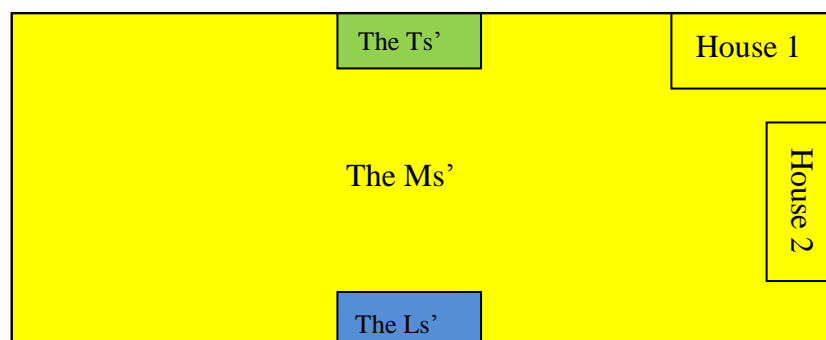 The Ts’
House 1
The Ms’
House 2
The Ls’